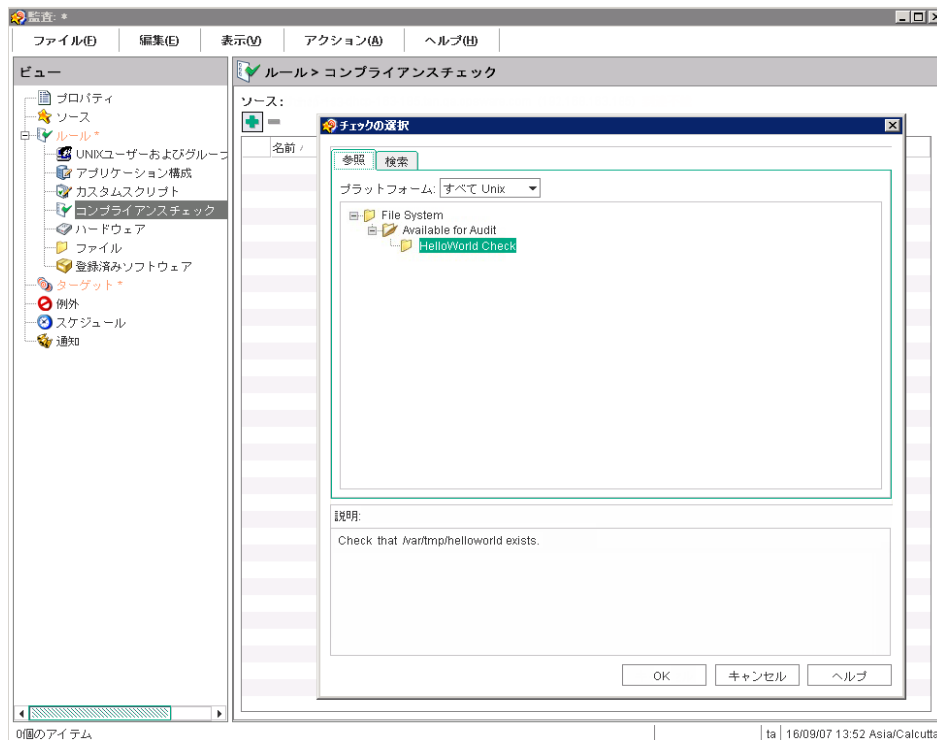 監査: *
ファイル(F) 編集(E) 表示(V) アクション(A) ヘルプ(H)
ビュー
プロパティ
ソース
ルール *
UNIXユーザーおよびグループ
アプリケーション構成
カスタムスクリプト
コンプライアンスチェック
ハードウェア
ファイル
登録済みソフトウェア
ターゲット *
例外
スケジュール
通知
ルール > コンプライアンスチェック
ソース:
名前 /
チェックの選択
参照 検索
プラットフォーム: すべて Unix
File System
Available for Audit
HelloWorld Check
説明:
Check that /var/tmp/helloworld exists.
OK キャンセル ヘルプ
0個のアイテム
ta 16/09/07 13:52 Asia/Calcutta